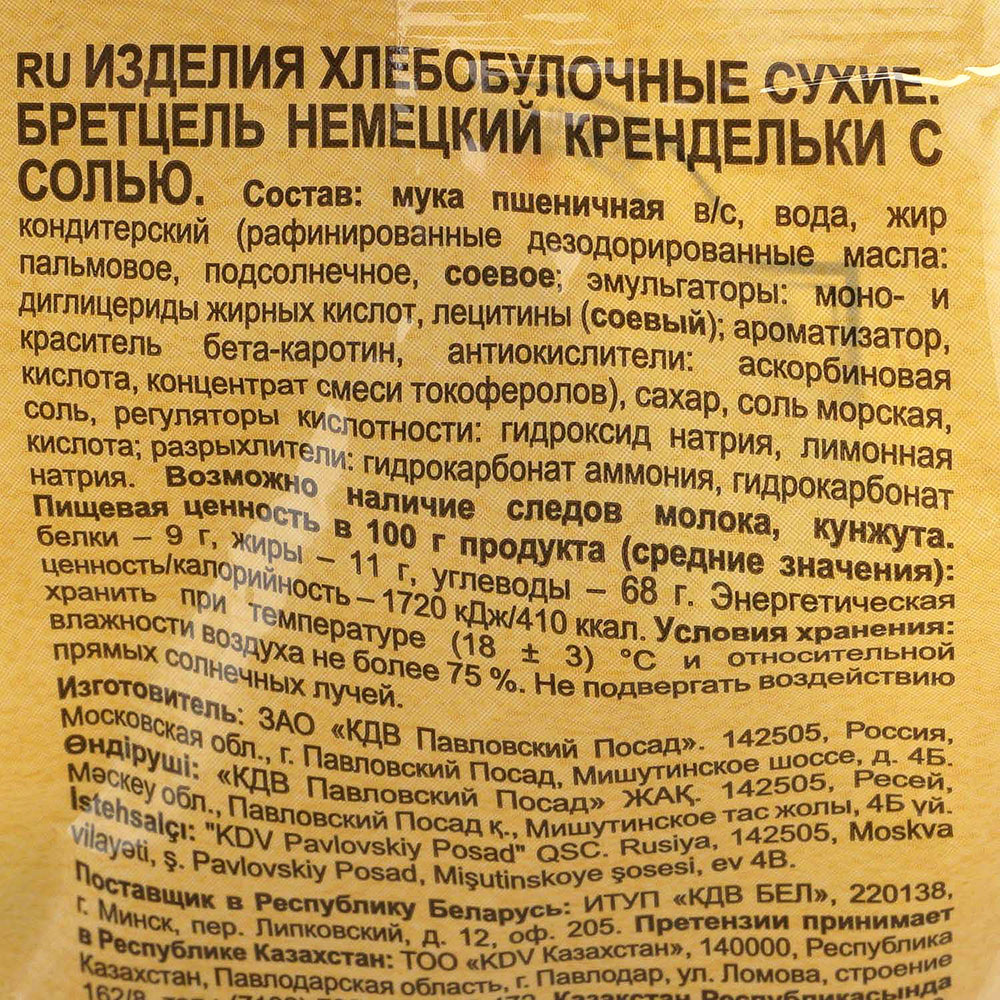 RU ИЗДЕЛИЯ ХЛЕБОБУЛОЧНЫЕ СУХИЕ.
БРЕТЦЕЛЬ НЕМЕЦКИЙ КРЕНДЕЛЬКИ С
СОЛЬЮ. Состав: мука пшеничная в/с, вода, жир
кондитерский (рафинированные дезодорированные масла:
пальмовое, подсолнечное, соевое; эмульгаторы: моно- и
диглицериды жирных кислот, лецитины (соевый); ароматизатор,
краситель бета-каротин, антиокислители: аскорбиновая
кислота, концентрат смеси токоферолов), сахар, соль морская,
соль, регуляторы кислотности: гидроксид натрия, лимонная
кислота; разрыхлители: гидрокарбонат аммония, гидрокарбонат
натрия. Возможно наличие следов молока, кунжута.
Пищевая ценность в 100 г продукта (средние значения):
белки – 9 г, жиры – 11 г, углеводы – 68 г. Энергетическая
ценность/калорийность – 1720 кДж/410 ккал. Условия хранения:
хранить при температуре (18 ± 3) °С и относительной
влажности воздуха не более 75 %. Не подвергать воздействию
прямых солнечных лучей.
Изготовитель: ЗАО «КДВ Павловский Посад». 142505, Россия,
Московская обл., г. Павловский Посад, Мишутинское шоссе, д. 4Б.
Өндіруші: «КДВ Павловский Посад» ЖАҚ. 142505, Ресей,
Мәскеу обл., Павловский Посад қ., Мишутинское тас жолы, 4Б үй.
İstehsalçı: "KDV Pavlovskiy Posad" QSC. Rusiya, 142505, Moskva
vilayəti, ş. Pavlovskiy Posad, Mişutinskoye şosesi, ev 4B.
Поставщик в Республику Беларусь: ИТУП «КДВ БЕЛ», 220138,
г. Минск, пер. Липковский, д. 12, оф. 205. Претензии принимает
в Республике Казахстан: ТОО «KDV Казахстан», 140000, Республика
Казахстан, Павлодарская область, г. Павлодар, ул. Ломова, строение
162/8, Казахстан Республикасында